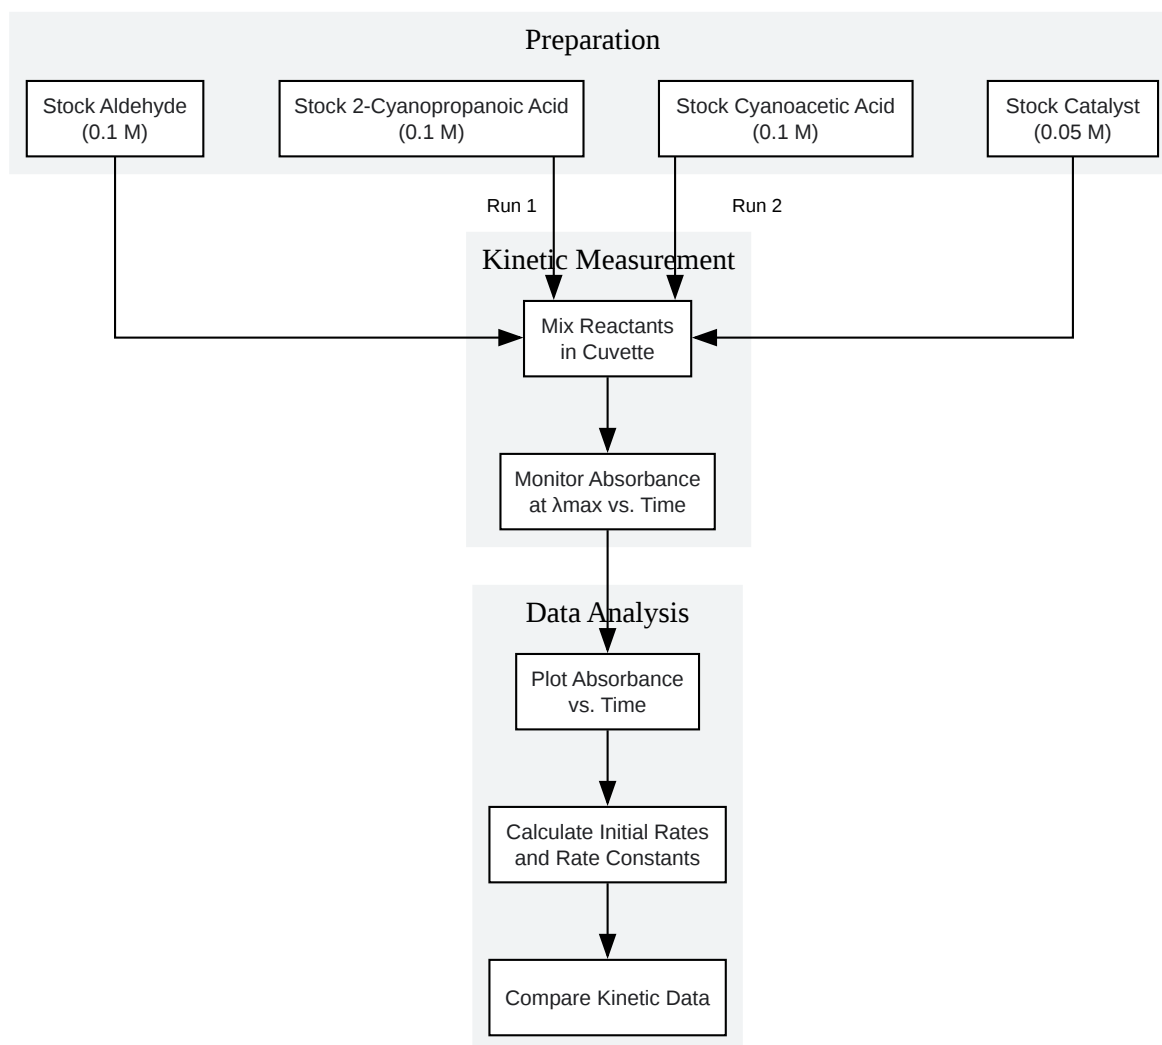 Preparation
Stock Aldehyde
(0.1 M)
Stock 2-Cyanopropanoic Acid
(0.1 M)
Stock Cyanoacetic Acid
(0.1 M)
Stock Catalyst
(0.05 M)
Run 1
Run 2
Kinetic Measurement
Mix Reactants
in Cuvette
Monitor Absorbance
at λmax vs. Time
Data Analysis
Plot Absorbance
vs. Time
Calculate Initial Rates
and Rate Constants
Compare Kinetic Data